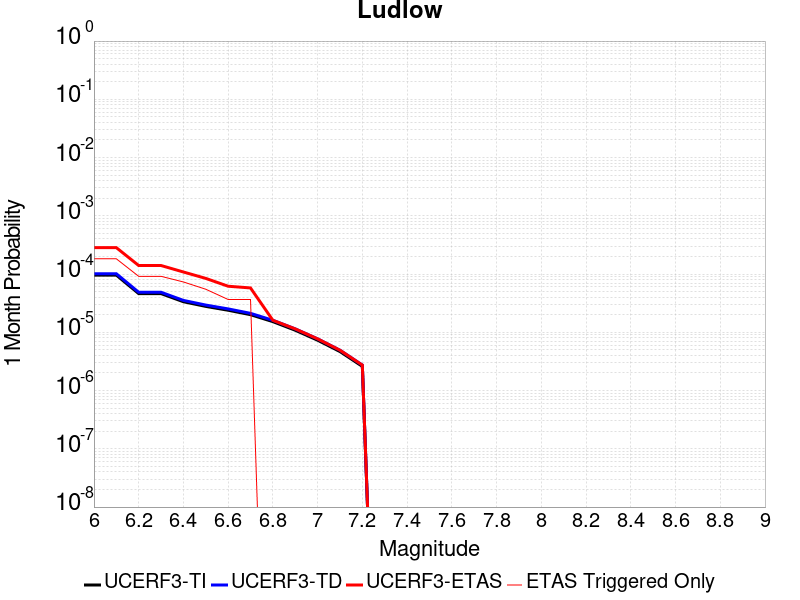 Ludlow
10^0
10^-1
10^-2
10^-3
10^-4
10^-5
10^-6
10^-7
10^-8
1 Month Probability
6 6.2 6.4 6.6 6.8 7 7.2 7.4 7.6 7.8 8 8.2 8.4 8.6 8.8 9
Magnitude
UCERF3-TI UCERF3-TD UCERF3-ETAS ETAS Triggered Only